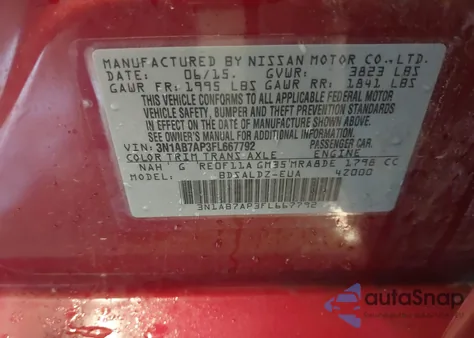 MANUFACTURED BY NISSAN MOTOR CO.,LTD.
DATE: 06/15. GVWR: 3823 LBS
GAWR FR: 1995 LBS GAWR RR: 1841 LBS
THIS VEHICLE CONFORMS TO ALL APPLICABLE FEDERAL MOTOR
VEHICLE SAFETY, BUMPER AND THEFT PREVENTION STANDARDS
IN EFFECT ON THE DATE OF MANUFACTURE SHOWN ABOVE.
SEE OWNER'S MANUAL FOR ADDITIONAL INFORMATION
VIN: 3N1AB7AP3FL667792 PASSENGER CAR
COLOR TRIM TRANS AXLE ENGINE
NAH G RE0F11A GM35 MRA8DE 1798 CC
MODEL: BDSALDZ-EUA 42000
3N1AB7AP3FL667792
autoSnap